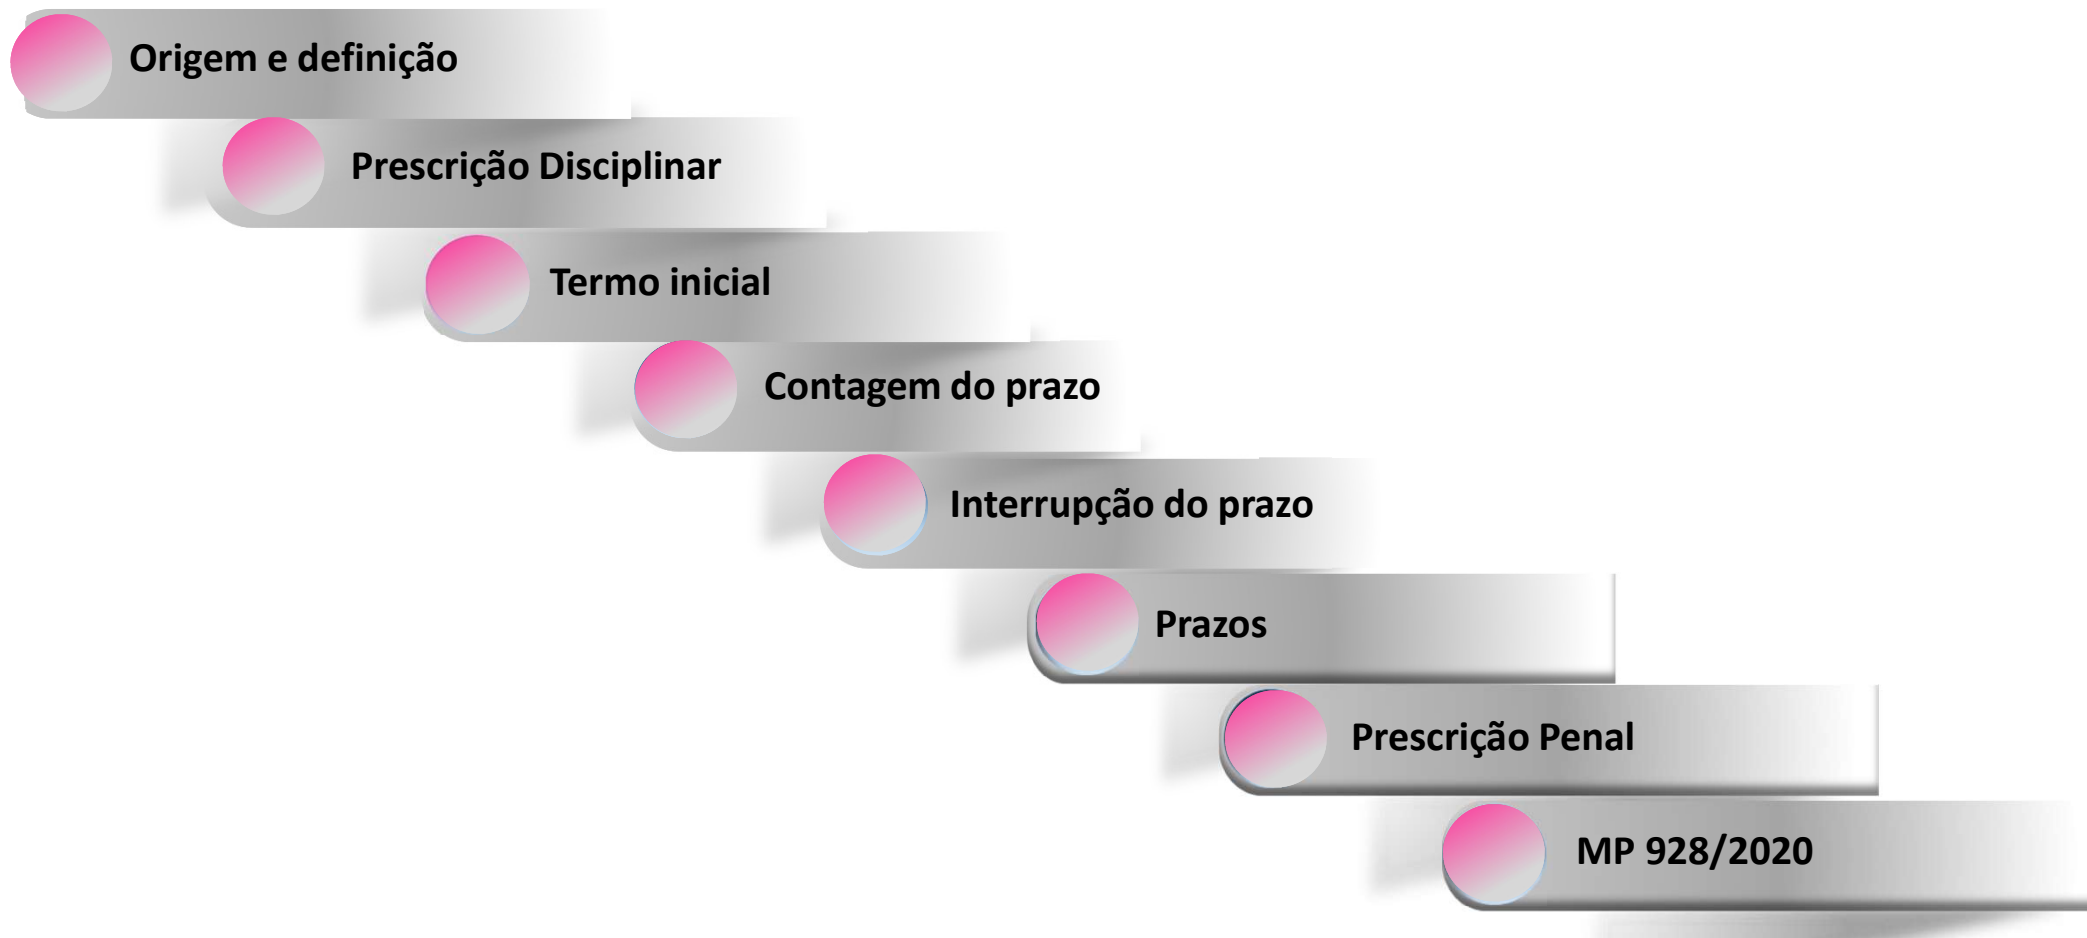 Origem e definição
Prescrição Disciplinar
Termo inicial
Contagem do prazo
Interrupção do prazo
Prazos
Prescrição Penal
MP 928/2020